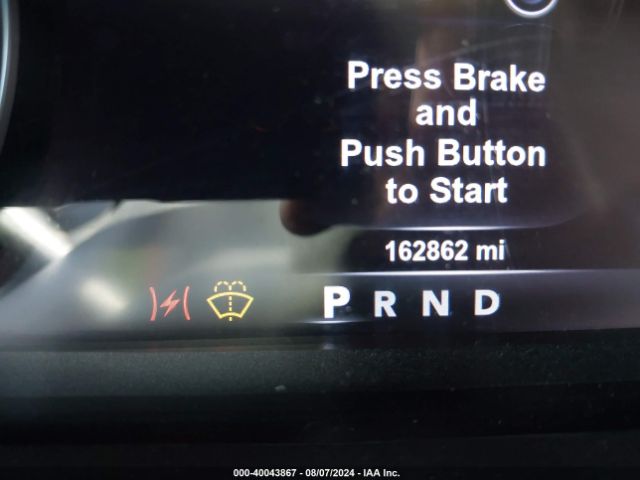 Press Brake
and
Push Button
to Start
162862 mi
P R N D
000-40043867 - 08/07/2024 - IAA Inc.